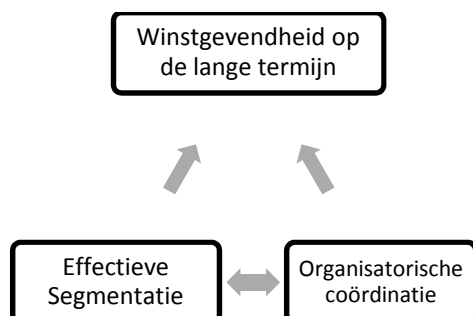 Winstgevendheid op
de lange termijn
Effectieve
Segmentatie
Organisatorische
coördinatie